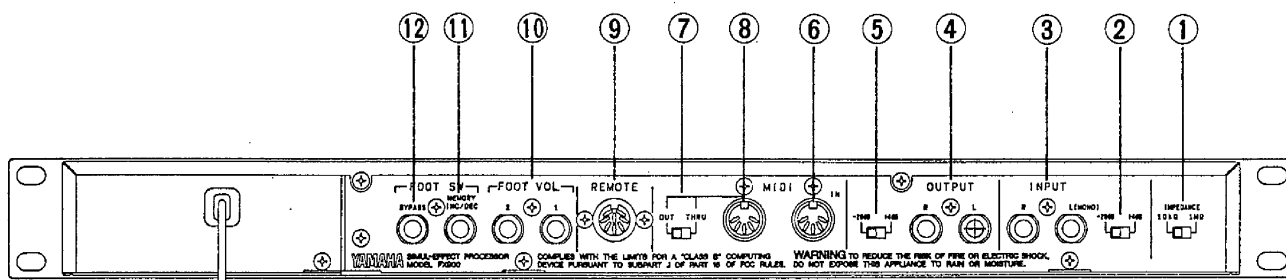 ⑫ ⑪ ⑩ ⑨ ⑦ ⑧ ⑥ ⑤ ④ ③ ② ①
FOOT SW FOOT VOL REMOTE MIDI OUTPUT INPUT
BYPASS MEMORY INC/DEC 2 1 OUT THRU IN -20dB +4dB R L R L(MONO) -20dB +4dB IMPEDANCE
10kΩ 1MΩ
YAMAHA SIMUL-EFFECT PROCESSOR
MODEL FX500
COMPLIES WITH THE LIMITS FOR A "CLASS B" COMPUTING
DEVICE PURSUANT TO SUBPART J OF PART 15 OF FCC RULES.
WARNING TO REDUCE THE RISK OF FIRE OR ELECTRIC SHOCK,
DO NOT EXPOSE THIS APPLIANCE TO RAIN OR MOISTURE.